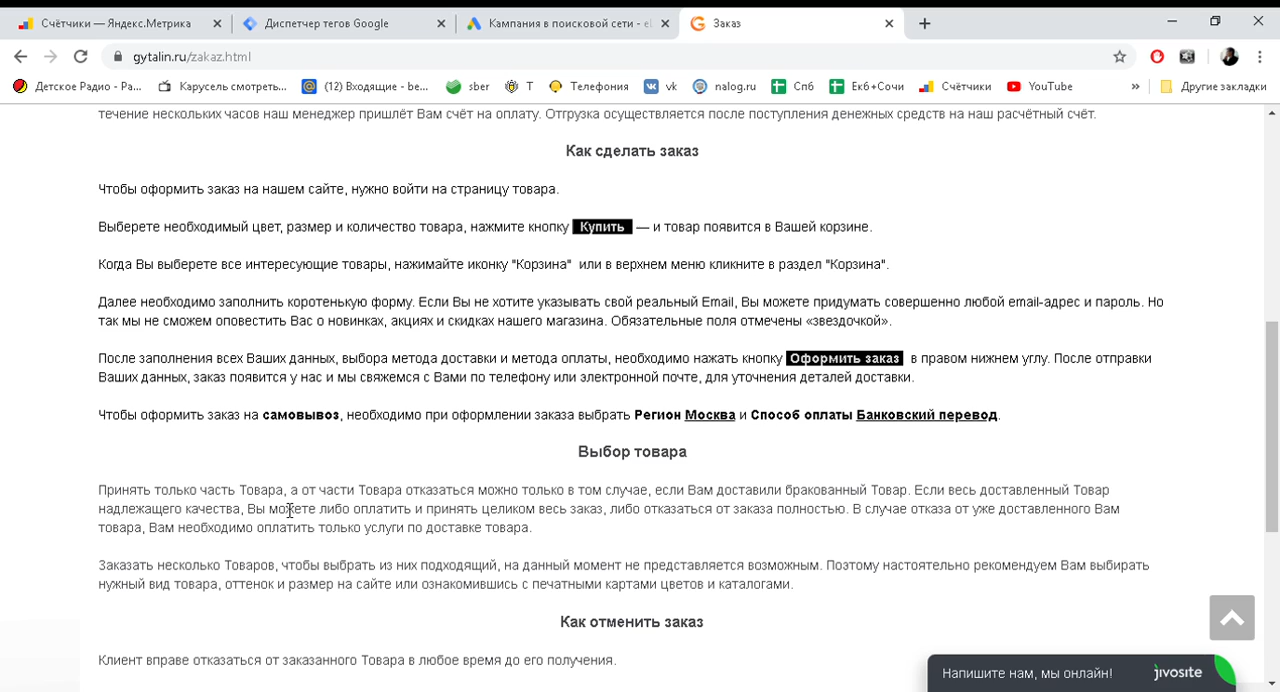 Счётчики — Яндекс.Метрика
Диспетчер тегов Google
Кампания в поисковой сети - el
Заказ
gytalin.ru/zakaz.html
Детское Радио - Ра...
Карусель смотреть...
(12) Входящие - be...
sber
Т
Телефония
vk
nalog.ru
Спб
Екб+Сочи
Счётчики
YouTube
»
Другие закладки
течение нескольких часов наш менеджер пришлёт Вам счёт на оплату. Отгрузка осуществляется после поступления денежных средств на наш расчётный счёт.
Как сделать заказ
Чтобы оформить заказ на нашем сайте, нужно войти на страницу товара.
Выберете необходимый цвет, размер и количество товара, нажмите кнопку Купить — и товар появится в Вашей корзине.
Когда Вы выберете все интересующие товары, нажимайте иконку "Корзина" или в верхнем меню кликните в раздел "Корзина".
Далее необходимо заполнить коротенькую форму. Если Вы не хотите указывать свой реальный Email, Вы можете придумать совершенно любой email-адрес и пароль. Но
так мы не сможем оповестить Вас о новинках, акциях и скидках нашего магазина. Обязательные поля отмечены «звездочкой».
После заполнения всех Ваших данных, выбора метода доставки и метода оплаты, необходимо нажать кнопку Оформить заказ в правом нижнем углу. После отправки
Ваших данных, заказ появится у нас и мы свяжемся с Вами по телефону или электронной почте, для уточнения деталей доставки.
Чтобы оформить заказ на самовывоз, необходимо при оформлении заказа выбрать Регион Москва и Способ оплаты Банковский перевод.
Выбор товара
Принять только часть Товара, а от части Товара отказаться можно только в том случае, если Вам доставили бракованный Товар. Если весь доставленный Товар
надлежащего качества, Вы можете либо оплатить и принять целиком весь заказ, либо отказаться от заказа полностью. В случае отказа от уже доставленного Вам
товара, Вам необходимо оплатить только услуги по доставке товара.
Заказать несколько Товаров, чтобы выбрать из них подходящий, на данный момент не представляется возможным. Поэтому настоятельно рекомендуем Вам выбирать
нужный вид товара, оттенок и размер на сайте или ознакомившись с печатными картами цветов и каталогами.
Как отменить заказ
Клиент вправе отказаться от заказанного Товара в любое время до его получения.
Напишите нам, мы онлайн!
jivosite